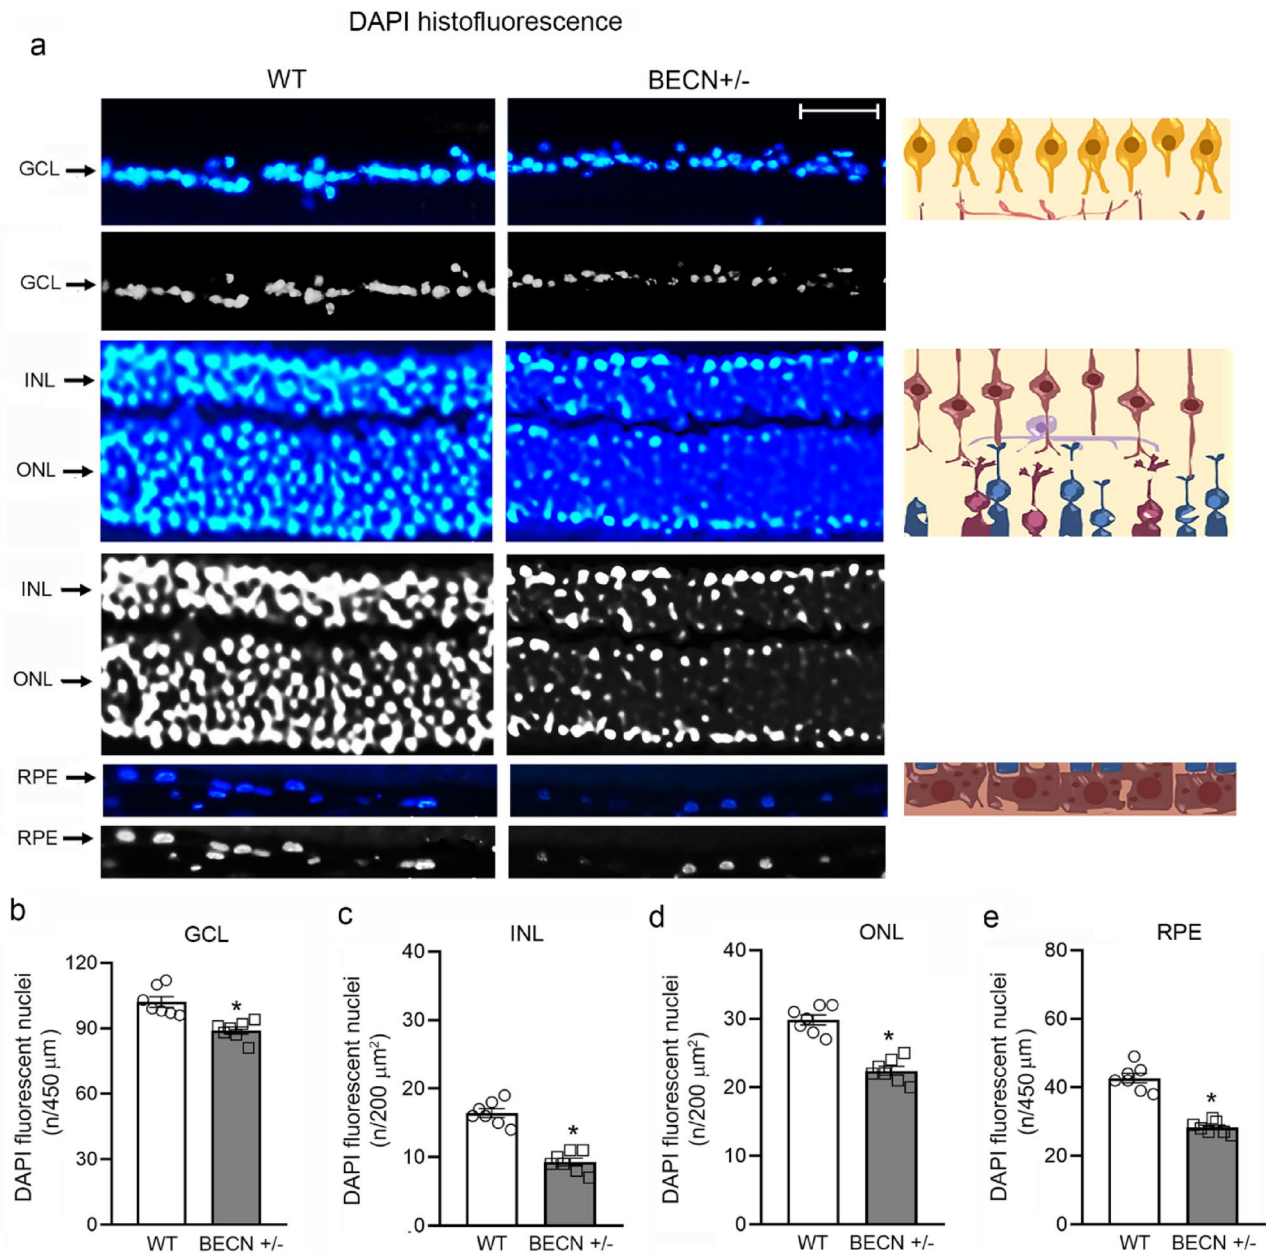 DAPI histofluorescence
a
WT
BECN+/-
GCL
GCL
INL
ONL
INL
ONL
RPE
RPE
b
GCL
DAPI fluorescent nuclei
(n/450 μm)
120
90
60
30
0
*
WT
BECN +/-
c
INL
DAPI fluorescent nuclei
(n/200 μm²)
40
30
20
10
0
*
WT
BECN +/-
d
ONL
DAPI fluorescent nuclei
(n/200 μm²)
40
30
20
10
0
*
WT
BECN +/-
e
RPE
DAPI fluorescent nuclei
(n/450 μm)
80
60
40
20
0
*
WT
BECN +/-